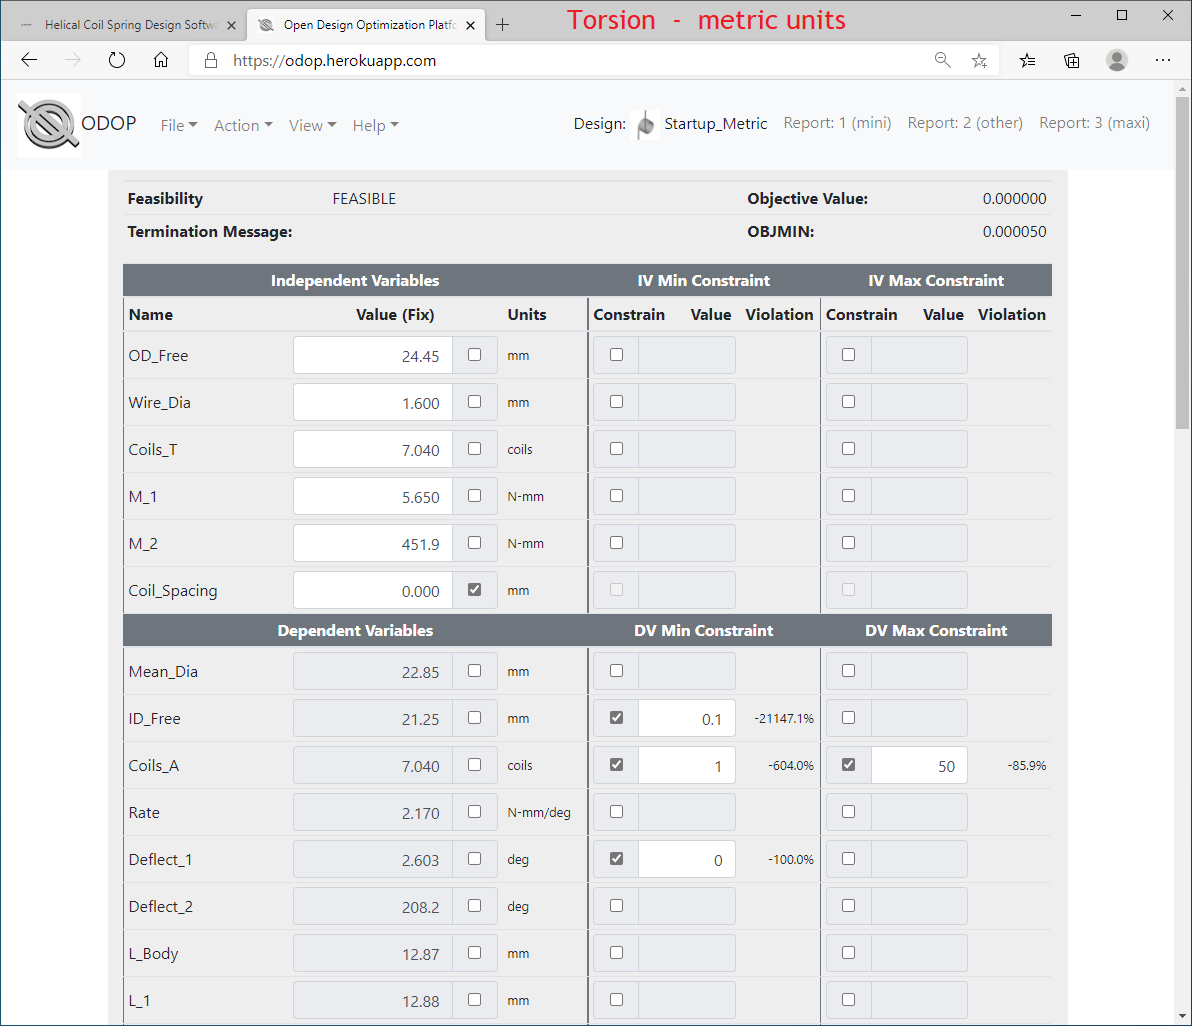 Helical Coil Spring Design Softwa
Open Design Optimization Platfo
Torsion - metric units
https://odop.herokuapp.com
ODOP File Action View Help Design: Startup_Metric Report: 1 (mini) Report: 2 (other) Report: 3 (maxi)
Feasibility FEASIBLE Objective Value: 0.000000
Termination Message: OBJMIN: 0.000050
Independent Variables IV Min Constraint IV Max Constraint
Name Value (Fix) Units Constrain Value Violation Constrain Value Violation
OD_Free 24.45 mm
Wire_Dia 1.600 mm
Coils_T 7.040 coils
M_1 5.650 N-mm
M_2 451.9 N-mm
Coil_Spacing 0.000 mm
Dependent Variables DV Min Constraint DV Max Constraint
Mean_Dia 22.85 mm
ID_Free 21.25 mm 0.1 -21147.1%
Coils_A 7.040 coils 1 -604.0% 50 -85.9%
Rate 2.170 N-mm/deg
Deflect_1 2.603 deg 0 -100.0%
Deflect_2 208.2 deg
L_Body 12.87 mm
L_1 12.88 mm